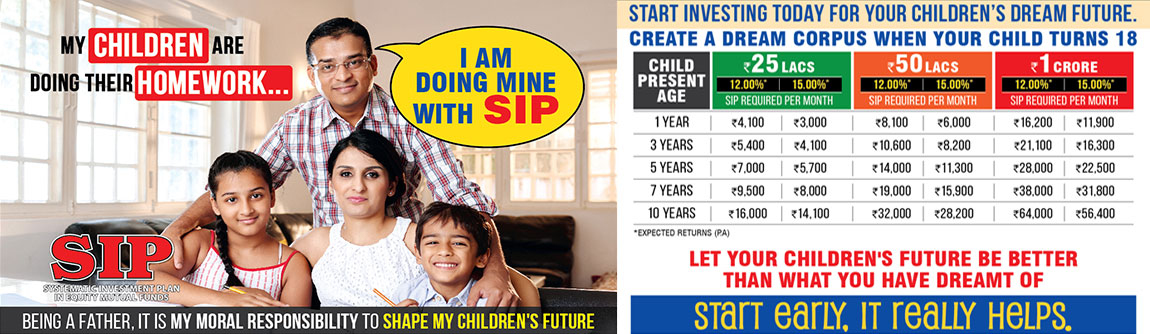 MY CHILDREN ARE
DOING THEIR HOMEWORK...
I AM
DOING MINE
WITH SIP
SIP
SYSTEMATIC INVESTMENT PLAN
IN EQUITY MUTUAL FUNDS
BEING A FATHER, IT IS MY MORAL RESPONSIBILITY TO SHAPE MY CHILDREN'S FUTURE
START INVESTING TODAY FOR YOUR CHILDREN'S DREAM FUTURE.
CREATE A DREAM CORPUS WHEN YOUR CHILD TURNS 18
CHILD PRESENT AGE
₹25 LACS ₹50 LACS ₹1 CRORE
12.00%* 15.00%* 12.00%* 15.00%* 12.00%* 15.00%*
SIP REQUIRED PER MONTH SIP REQUIRED PER MONTH SIP REQUIRED PER MONTH
1 YEAR ₹4,100 ₹3,000 ₹8,100 ₹6,000 ₹16,200 ₹11,900
3 YEARS ₹5,400 ₹4,100 ₹10,600 ₹8,200 ₹21,100 ₹16,300
5 YEARS ₹7,000 ₹5,700 ₹14,000 ₹11,300 ₹28,000 ₹22,500
7 YEARS ₹9,500 ₹8,000 ₹19,000 ₹15,900 ₹38,000 ₹31,800
10 YEARS ₹16,000 ₹14,100 ₹32,000 ₹28,200 ₹64,000 ₹56,400
*EXPECTED RETURNS (P.A)
LET YOUR CHILDREN'S FUTURE BE BETTER
THAN WHAT YOU HAVE DREAMT OF
START EARLY, IT REALLY HELPS.